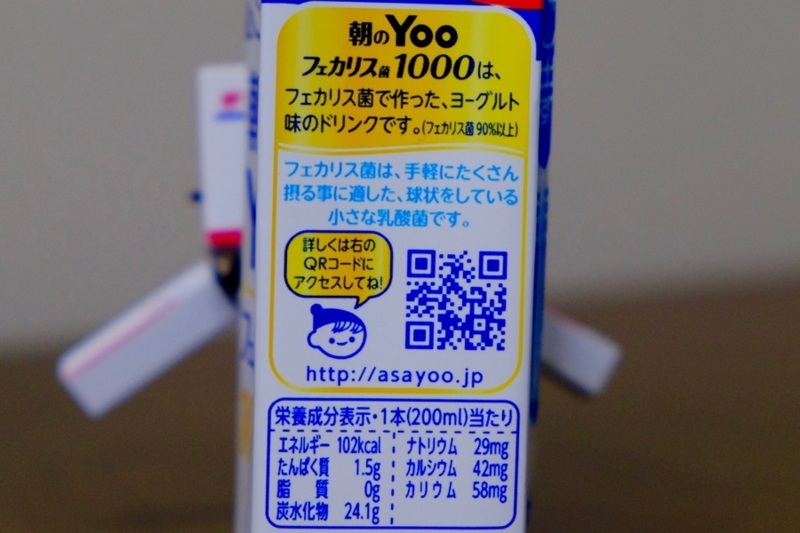 朝のYoo
フェカリス菌1000は、
フェカリス菌で作った、ヨーグルト
味のドリンクです。(フェカリス菌90%以上)
フェカリス菌は、手軽にたくさん
摂る事に適した、球状をしている
小さな乳酸菌です。
詳しくは右の
QRコードに
アクセスしてね!
http://asayoo.jp
栄養成分表示・1本(200ml)当たり
エネルギー 102kcal ナトリウム 29mg
たんぱく質 1.5g カルシウム 42mg
脂質 0g カリウム 58mg
炭水化物 24.1g